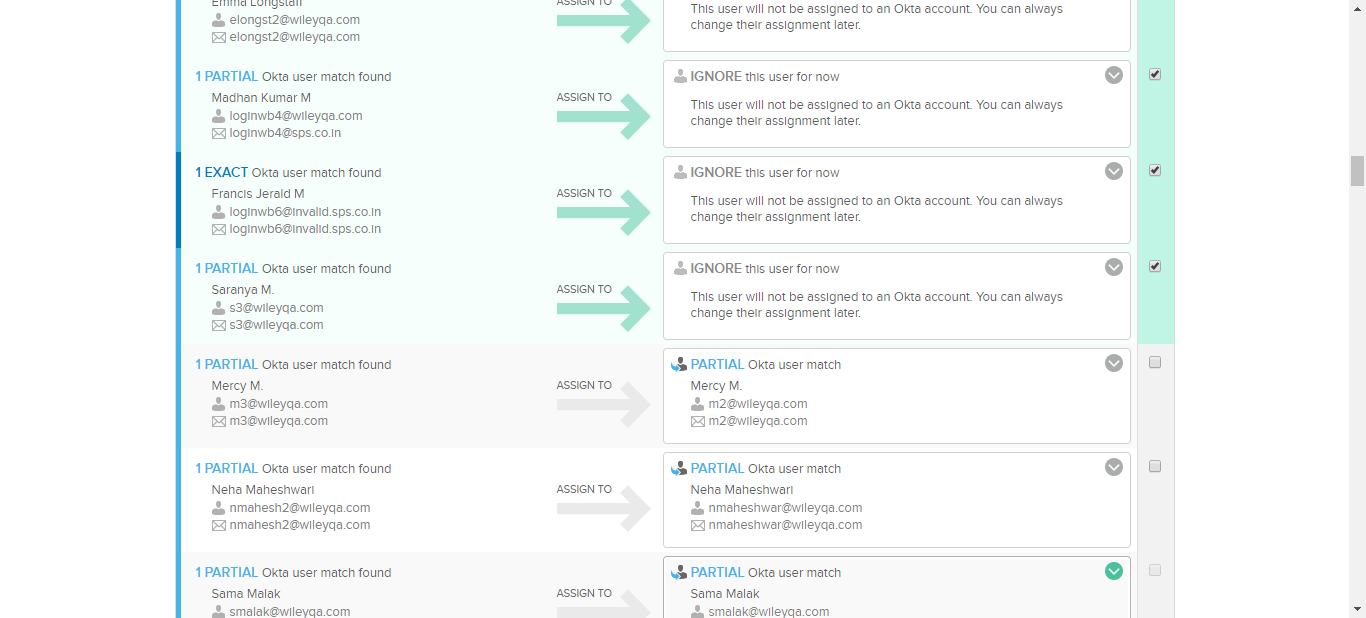 Emma Longstaff
elongst2@wileyqa.com
elongst2@wileyqa.com
ASSIGN TO
This user will not be assigned to an Okta account. You can always
change their assignment later.
1 PARTIAL Okta user match found
Madhan Kumar M
loginwb4@wileyqa.com
loginwb4@sps.co.in
ASSIGN TO
IGNORE this user for now
This user will not be assigned to an Okta account. You can always
change their assignment later.
1 EXACT Okta user match found
Francis Jerald M
loginwb6@invalid.sps.co.in
loginwb6@invalid.sps.co.in
ASSIGN TO
IGNORE this user for now
This user will not be assigned to an Okta account. You can always
change their assignment later.
1 PARTIAL Okta user match found
Saranya M.
s3@wileyqa.com
s3@wileyqa.com
ASSIGN TO
IGNORE this user for now
This user will not be assigned to an Okta account. You can always
change their assignment later.
1 PARTIAL Okta user match found
Mercy M.
m3@wileyqa.com
m3@wileyqa.com
ASSIGN TO
PARTIAL Okta user match
Mercy M.
m2@wileyqa.com
m2@wileyqa.com
1 PARTIAL Okta user match found
Neha Maheshwari
nmahesh2@wileyqa.com
nmahesh2@wileyqa.com
ASSIGN TO
PARTIAL Okta user match
Neha Maheshwari
nmaheshwar@wileyqa.com
nmaheshwar@wileyqa.com
1 PARTIAL Okta user match found
Sama Malak
smalak@wileyqa.com
ASSIGN TO
PARTIAL Okta user match
Sama Malak
smalak@wileyqa.com